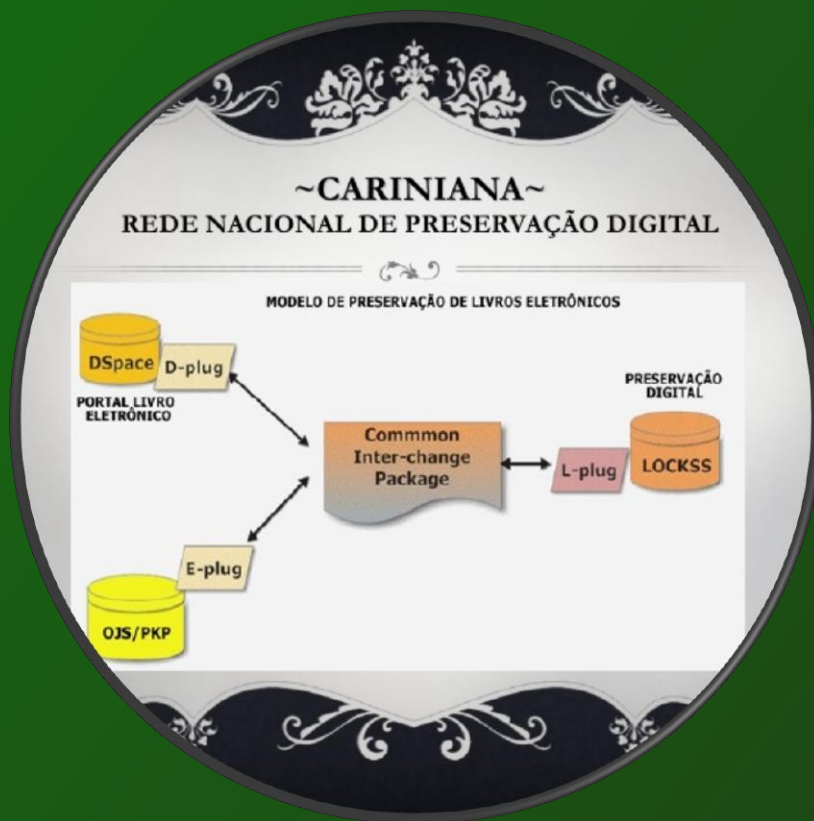 ~CARINIANA~
REDE NACIONAL DE PRESERVAÇÃO DIGITAL
MODELO DE PRESERVAÇÃO DE LIVROS ELETRÔNICOS
DSpace
D-plug
PORTAL LIVRO
ELETRÔNICO
Commmon
Inter-change
Package
PRESERVAÇÃO
DIGITAL
L-plug
LOCKSS
E-plug
OJS/PKP